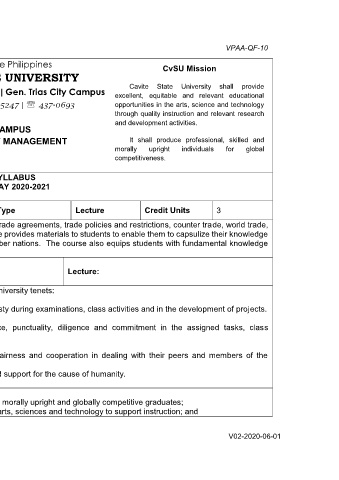 VPAA-QF-10
e Philippines
S UNIVERSITY
| Gen. Trias City Campus
5247 | ☏ 437-0693
AMPUS
Y MANAGEMENT
CvSU Mission
Cavite State University shall provide
excellent, equitable and relevant educational
opportunities in the arts, science and technology
through quality instruction and relevant research
and development activities.
It shall produce professional, skilled and
morally upright individuals for global
competitiveness.
YLLABUS
AY 2020-2021
Type Lecture Credit Units 3
rade agreements, trade policies and restrictions, counter trade, world trade,
e provides materials to students to enable them to capsulize their knowledge
ber nations. The course also equips students with fundamental knowledge
Lecture:
niversity tenets:
sty during examinations, class activities and in the development of projects.
ce, punctuality, diligence and commitment in the assigned tasks, class
airness and cooperation in dealing with their peers and members of the
d support for the cause of humanity.
morally upright and globally competitive graduates;
arts, sciences and technology to support instruction; and
V02-2020-06-01